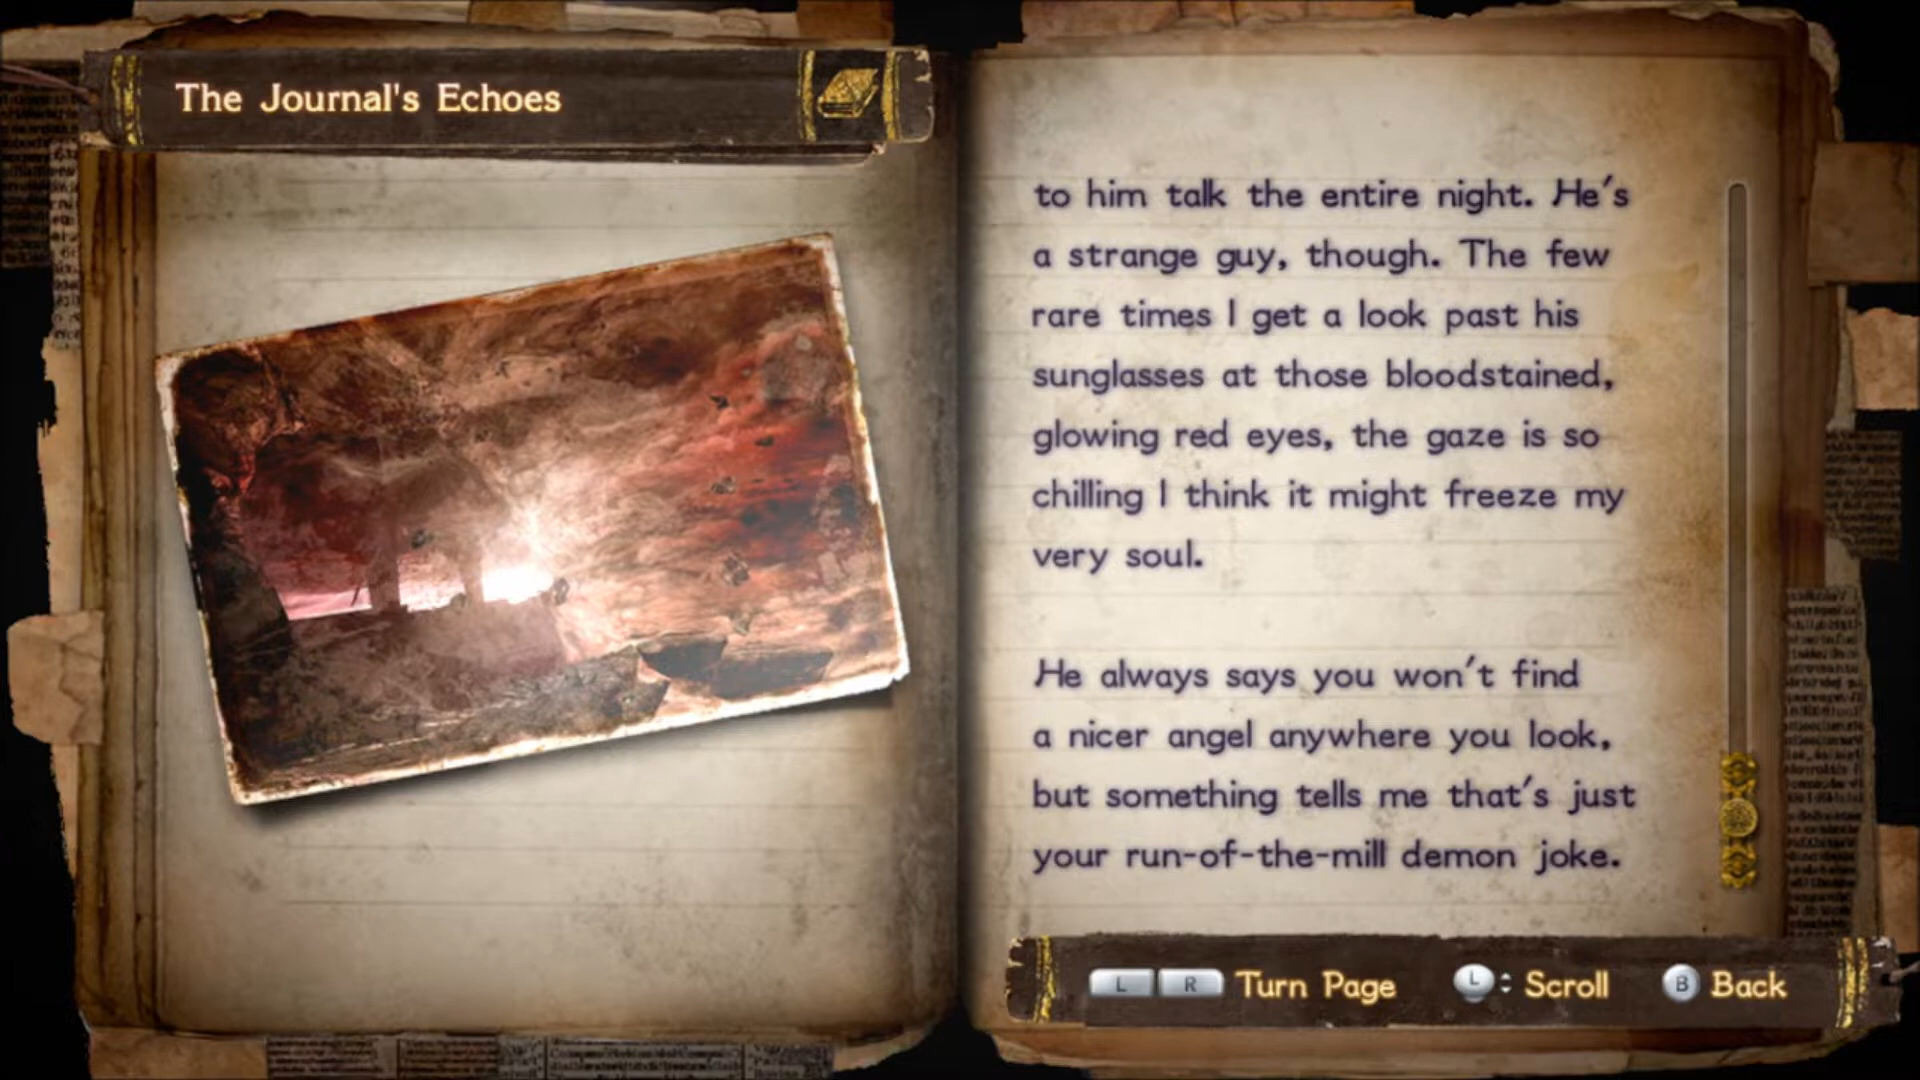 The Journal's Echoes
to him talk the entire night. He's
a strange guy, though. The few
rare times I get a look past his
sunglasses at those bloodstained,
glowing red eyes, the gaze is so
chilling I think it might freeze my
very soul.
He always says you won't find
a nicer angel anywhere you look,
but something tells me that's just
your run-of-the-mill demon joke.
L R Turn Page L Scroll B Back